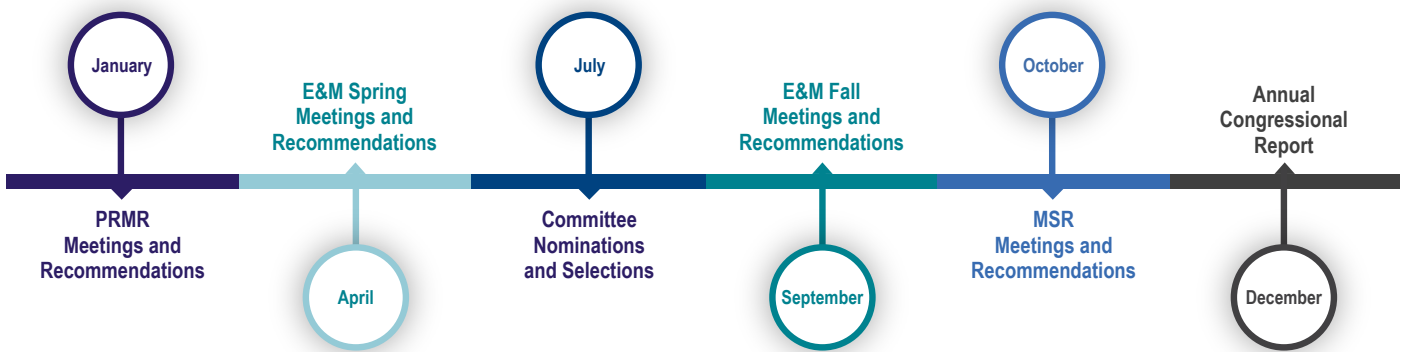 January
PRMR
Meetings and
Recommendations
E&M Spring
Meetings and
Recommendations
April
July
Committee
Nominations
and Selections
E&M Fall
Meetings and
Recommendations
September
October
MSR
Meetings and
Recommendations
Annual
Congressional
Report
December